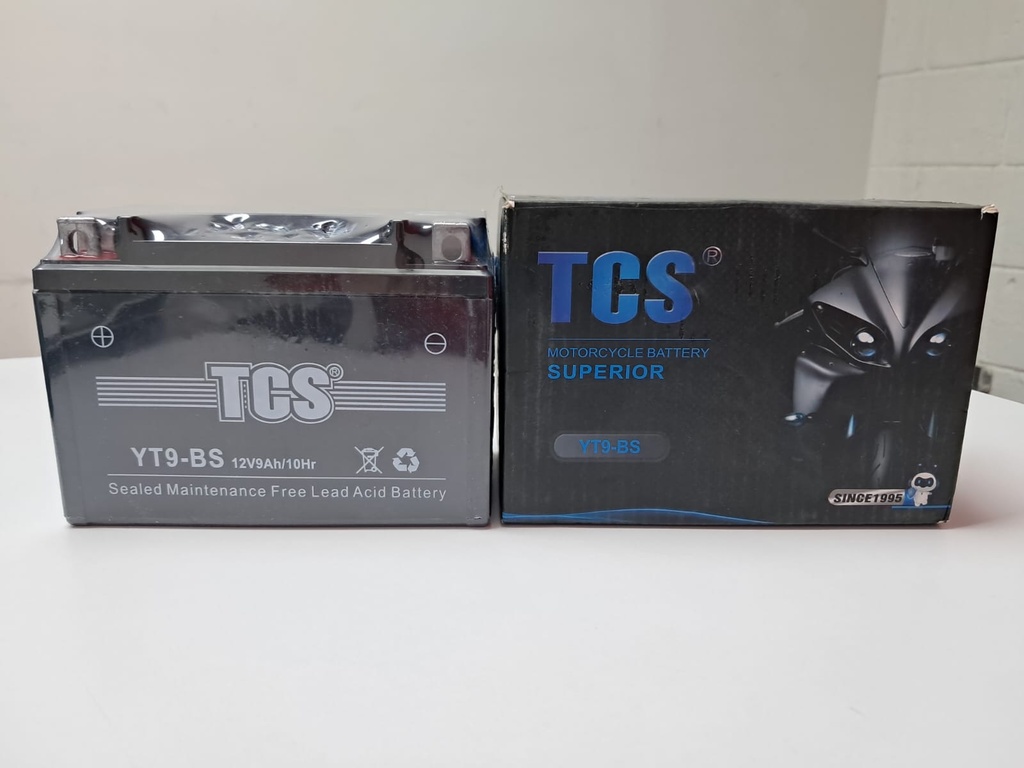 TCS®
YT9-BS 12V9Ah/10Hr
Sealed Maintenance Free Lead Acid Battery
TCS®
MOTORCYCLE BATTERY
SUPERIOR
YT9-BS
SINCE1995